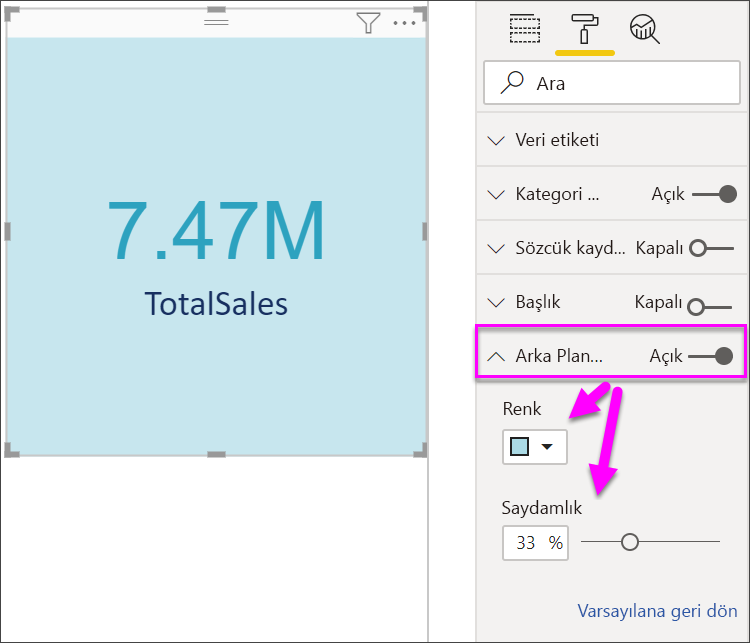 7.47M
TotalSales
Ara
Veri etiketi
Kategori ... Açık
Sözcük kayd... Kapalı
Başlık Kapalı
Arka Plan... Açık
Renk
Saydamlık
33 %
Varsayılana geri dön